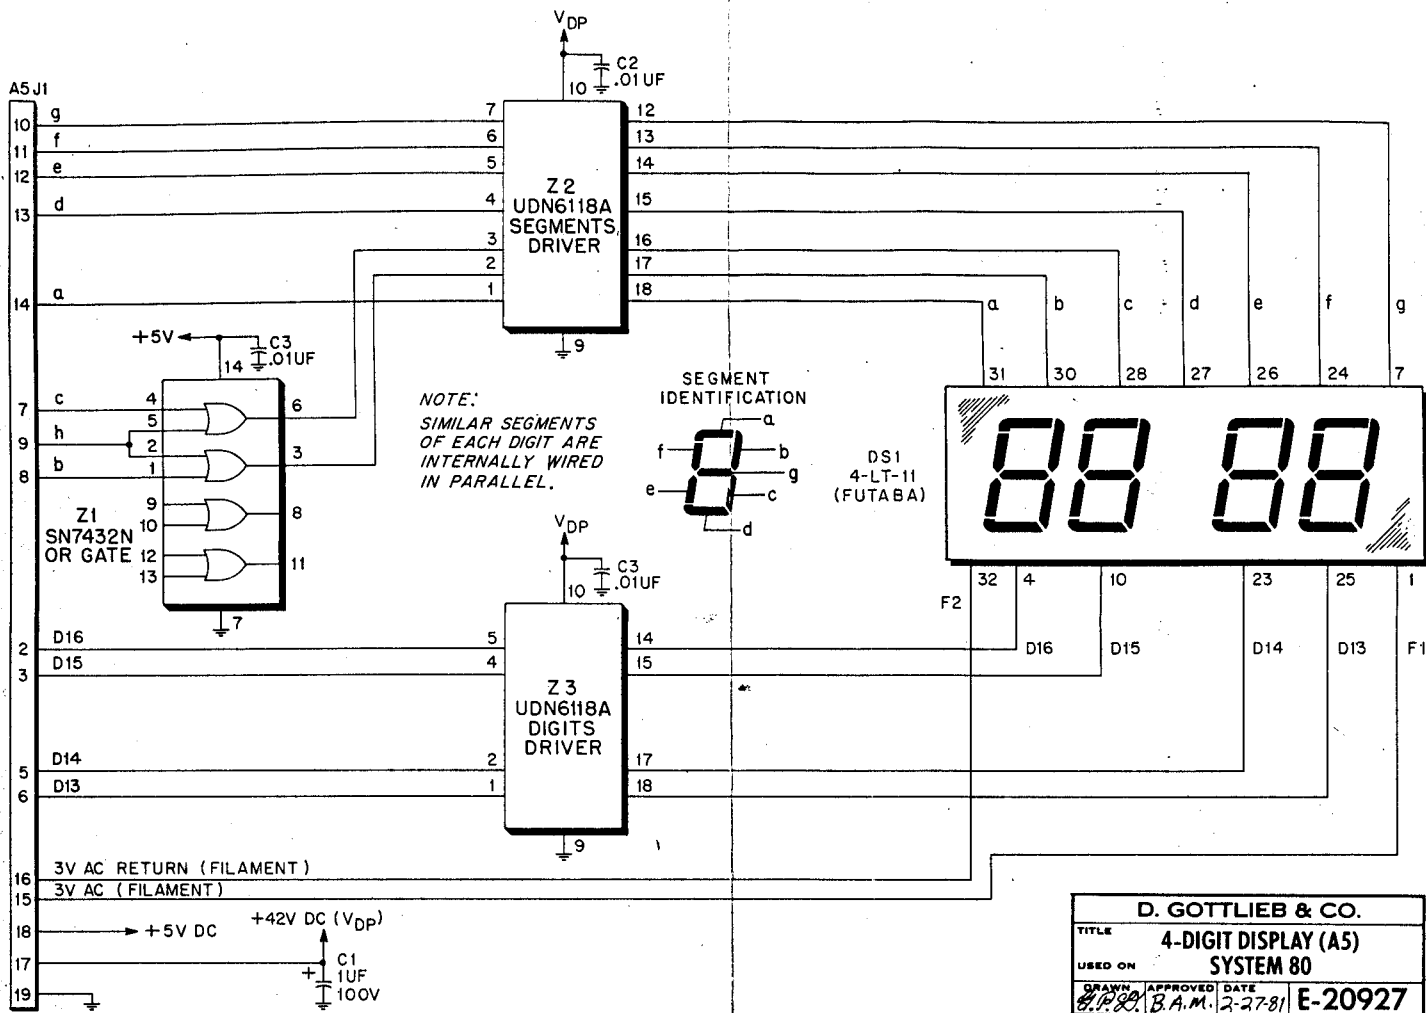 V_DP
C2
.01UF
10
A5J1
10 g 7 12
11 f 6 13
12 e 5 14
13 d 4 15
3 16
2 17
14 a 1 18
Z2
UDN6118A
SEGMENTS
DRIVER
9
a b c d e f g
31 30 28 27 26 24 7
+5V
C3
.01UF
14
7 c 4 6
5
9 h 2 3
8 b 1
9 8
10
12 11
13
Z1
SN7432N
OR GATE
7
NOTE:
SIMILAR SEGMENTS
OF EACH DIGIT ARE
INTERNALLY WIRED
IN PARALLEL.
SEGMENT
IDENTIFICATION
a
f b
g
e c
d
DS1
4-LT-11
(FUTABA)
32 4 10 23 25 1
F2 D16 D15 D14 D13 F1
V_DP
C3
.01UF
10
2 D16 5 14
3 D15 4 15
Z3
UDN6118A
DIGITS
DRIVER
5 D14 2 17
6 D13 1 18
9
16 3V AC RETURN (FILAMENT)
15 3V AC (FILAMENT)
18 +5V DC
+42V DC (V_DP)
17
+ C1
1UF
100V
19
D. GOTTLIEB & CO.
TITLE 4-DIGIT DISPLAY (A5)
USED ON SYSTEM 80
DRAWN APPROVED DATE
B.A.M. 2-27-81 E-20927